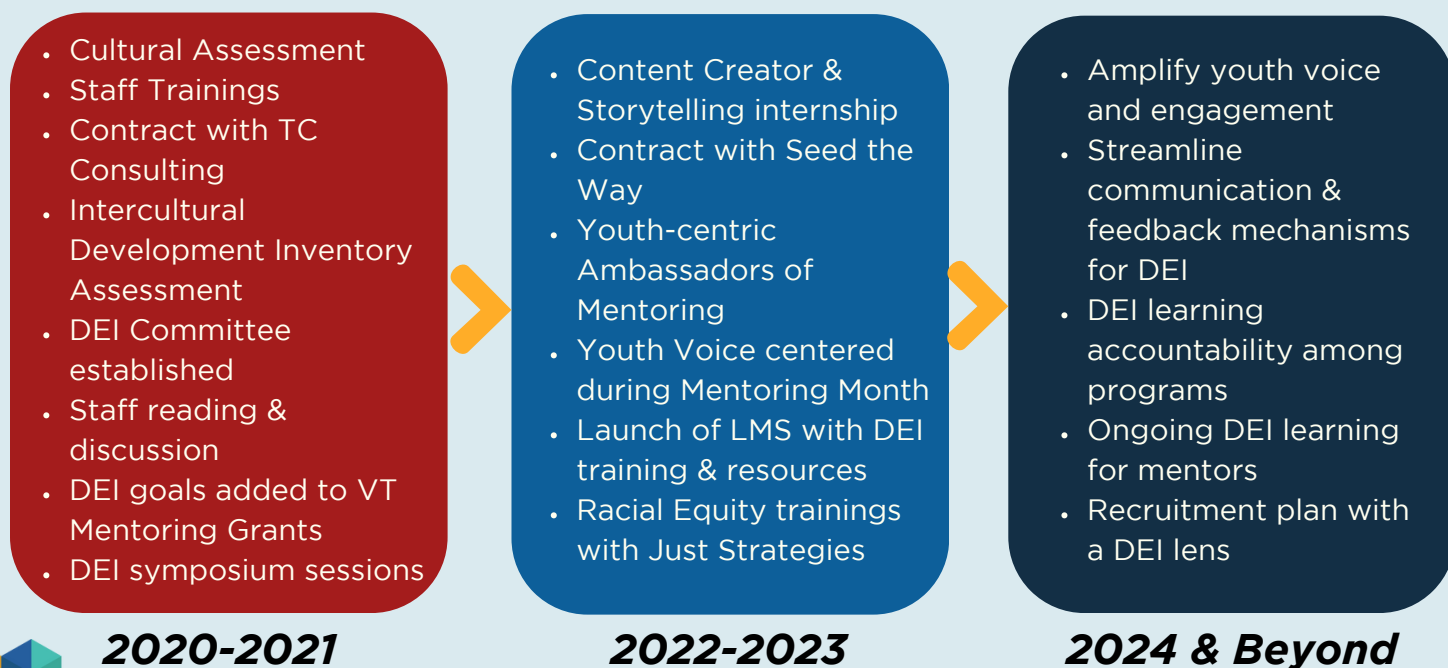 • Cultural Assessment
• Staff Trainings
• Contract with TC
Consulting
• Intercultural
Development Inventory
Assessment
• DEI Committee
established
• Staff reading &
discussion
• DEI goals added to VT
Mentoring Grants
• DEI symposium sessions
2020-2021
• Content Creator &
Storytelling internship
• Contract with Seed the
Way
• Youth-centric
Ambassadors of
Mentoring
• Youth Voice centered
during Mentoring Month
• Launch of LMS with DEI
training & resources
• Racial Equity trainings
with Just Strategies
2022-2023
• Amplify youth voice
and engagement
• Streamline
communication &
feedback mechanisms
for DEI
• DEI learning
accountability among
programs
• Ongoing DEI learning
for mentors
• Recruitment plan with
a DEI lens
2024 & Beyond